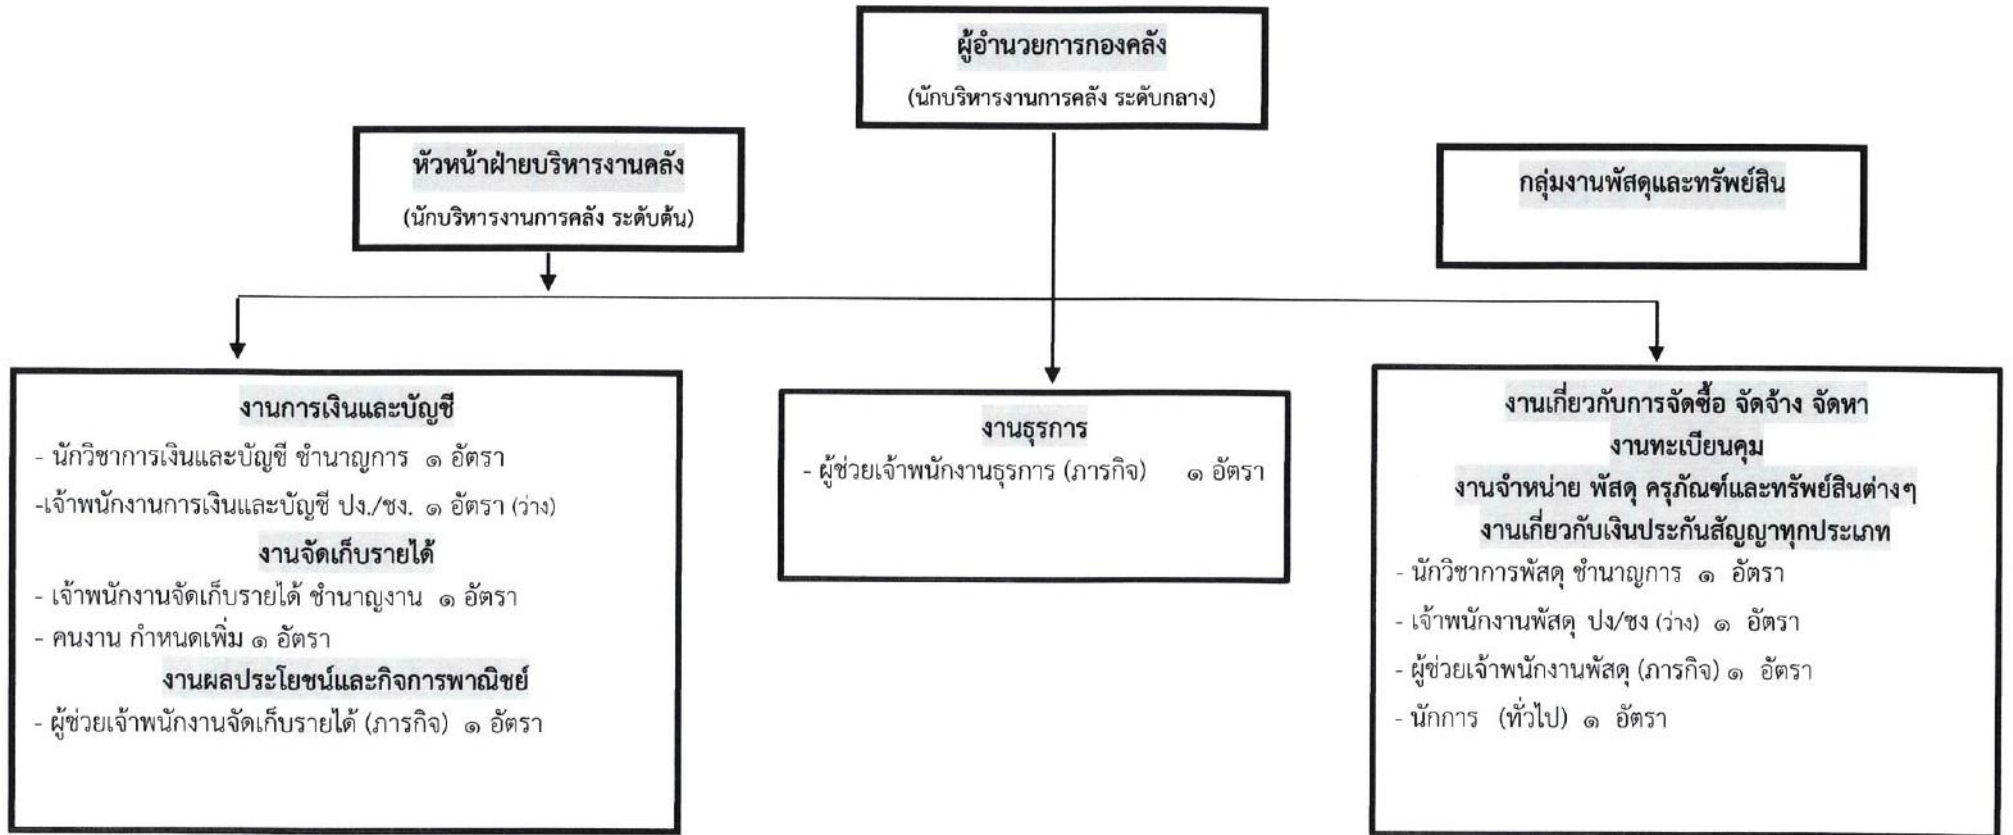 ผู้อำนวยการกองคลัง
(นักบริหารงานการคลัง ระดับกลาง)
หัวหน้าฝ่ายบริหารงานคลัง
(นักบริหารงานการคลัง ระดับต้น)
กลุ่มงานพัสดุและทรัพย์สิน
งานการเงินและบัญชี
- นักวิชาการเงินและบัญชี ชำนาญการ ๑ อัตรา
-เจ้าพนักงานการเงินและบัญชี ปง./ชง. ๑ อัตรา (ว่าง)
งานจัดเก็บรายได้
- เจ้าพนักงานจัดเก็บรายได้ ชำนาญงาน ๑ อัตรา
- คนงาน กำหนดเพิ่ม ๑ อัตรา
งานผลประโยชน์และกิจการพาณิชย์
- ผู้ช่วยเจ้าพนักงานจัดเก็บรายได้ (ภารกิจ) ๑ อัตรา
งานธุรการ
- ผู้ช่วยเจ้าพนักงานธุรการ (ภารกิจ) ๑ อัตรา
งานเกี่ยวกับการจัดซื้อ จัดจ้าง จัดหา
งานทะเบียนคุม
งานจำหน่าย พัสดุ ครุภัณฑ์และทรัพย์สินต่างๆ
งานเกี่ยวกับเงินประกันสัญญาทุกประเภท
- นักวิชาการพัสดุ ชำนาญการ ๑ อัตรา
- เจ้าพนักงานพัสดุ ปง/ชง (ว่าง) ๑ อัตรา
- ผู้ช่วยเจ้าพนักงานพัสดุ (ภารกิจ) ๑ อัตรา
- นักการ (ทั่วไป) ๑ อัตรา